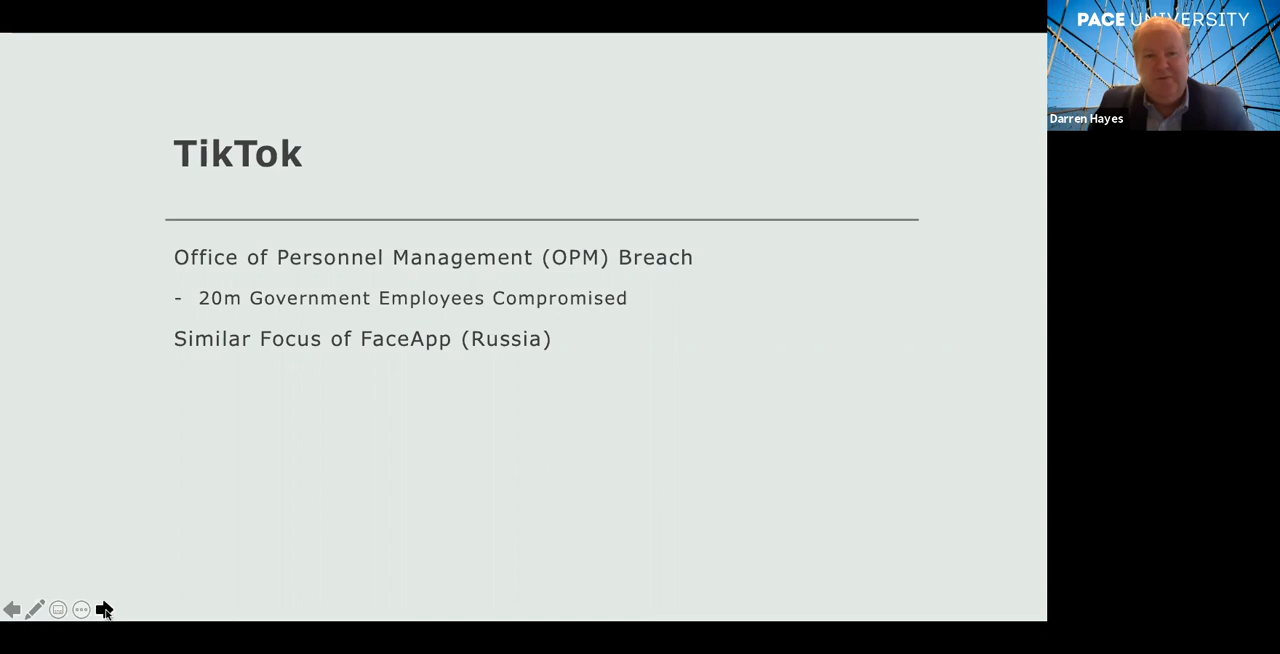 TikTok
Office of Personnel Management (OPM) Breach
- 20m Government Employees Compromised
Similar Focus of FaceApp (Russia)
PACE UNIVERSITY
Darren Hayes